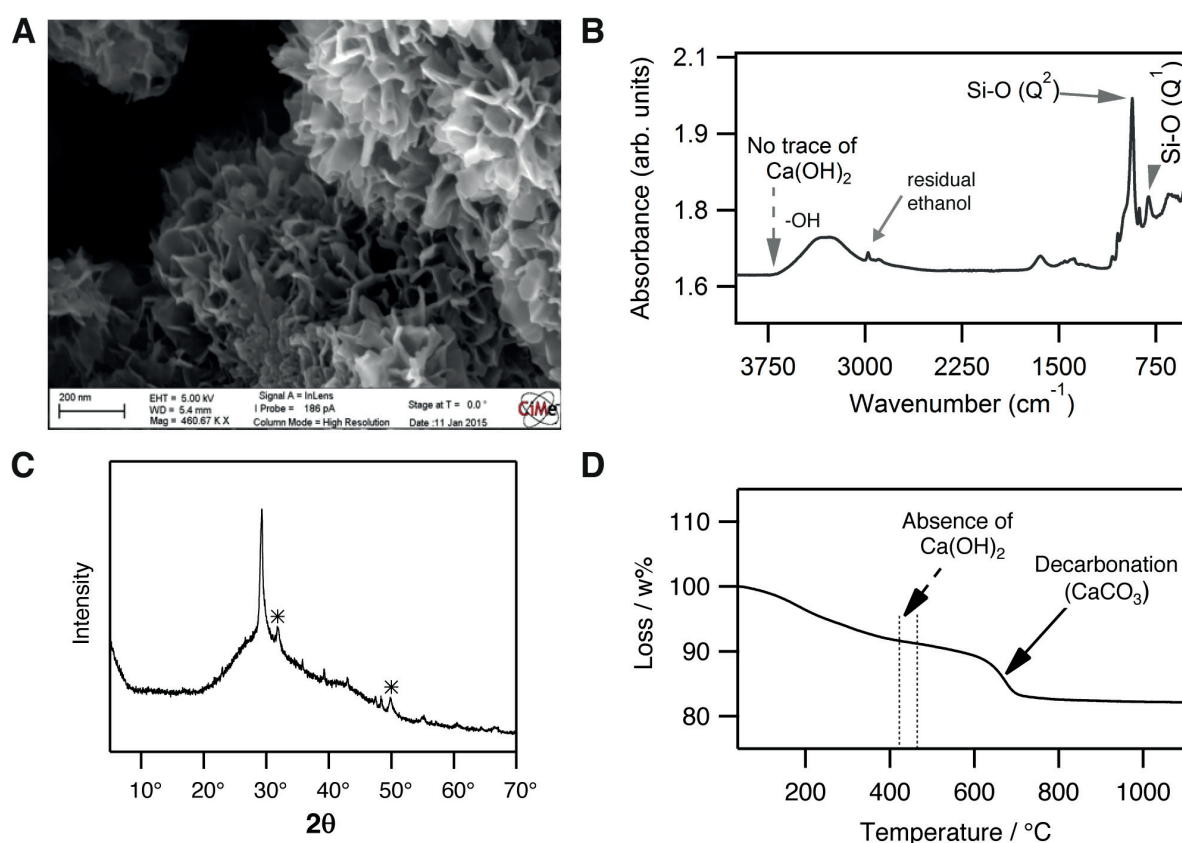 A
200 nm
EHT = 5.00 kV
WD = 5.4 mm
Mag = 460.67 K X
Signal A = InLens
I Probe = 186 pA
Column Mode = High Resolution
Stage at T = 0.0 °
Date :11 Jan 2015
CiMe
B
Absorbance (arb. units)
2.1
1.9
1.8
1.6
No trace of
Ca(OH)₂
-OH
residual
ethanol
Si-O (Q²)
Si-O (Q¹)
3750 3000 2250 1500 750
Wavenumber (cm⁻¹)
C
Intensity
*
*
10° 20° 30° 40° 50° 60° 70°
2θ
D
Loss / w%
110
100
90
80
Absence of
Ca(OH)₂
Decarbonation
(CaCO₃)
200 400 600 800 1000
Temperature / °C